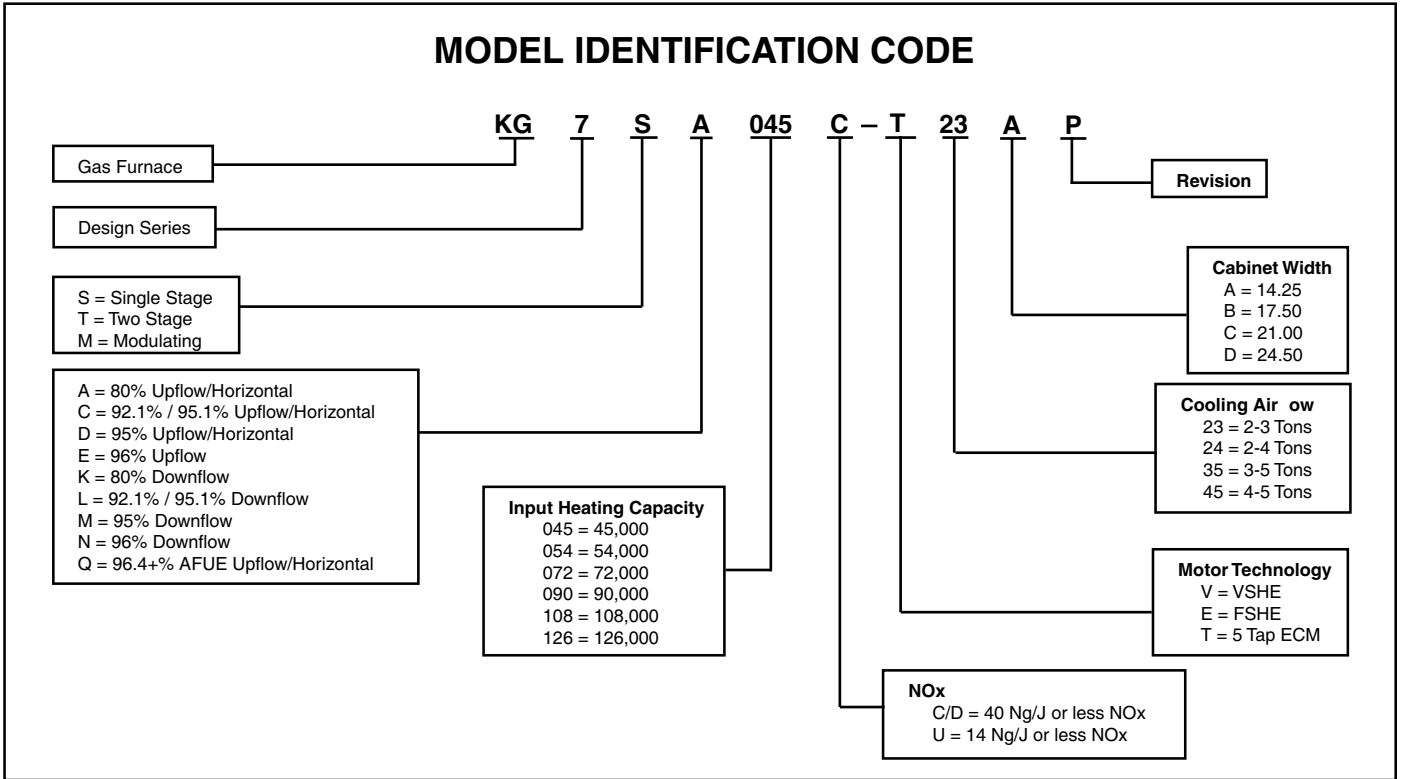 MODEL IDENTIFICATION CODE
KG 7 S A 045 C – T 23 A P
Gas Furnace
Design Series
S = Single Stage
T = Two Stage
M = Modulating
A = 80% Upflow/Horizontal
C = 92.1% / 95.1% Upflow/Horizontal
D = 95% Upflow/Horizontal
E = 96% Upflow
K = 80% Downflow
L = 92.1% / 95.1% Downflow
M = 95% Downflow
N = 96% Downflow
Q = 96.4+% AFUE Upflow/Horizontal
Input Heating Capacity
045 = 45,000
054 = 54,000
072 = 72,000
090 = 90,000
108 = 108,000
126 = 126,000
NOx
C/D = 40 Ng/J or less NOx
U = 14 Ng/J or less NOx
Motor Technology
V = VSHE
E = FSHE
T = 5 Tap ECM
Cooling Air ow
23 = 2-3 Tons
24 = 2-4 Tons
35 = 3-5 Tons
45 = 4-5 Tons
Cabinet Width
A = 14.25
B = 17.50
C = 21.00
D = 24.50
Revision